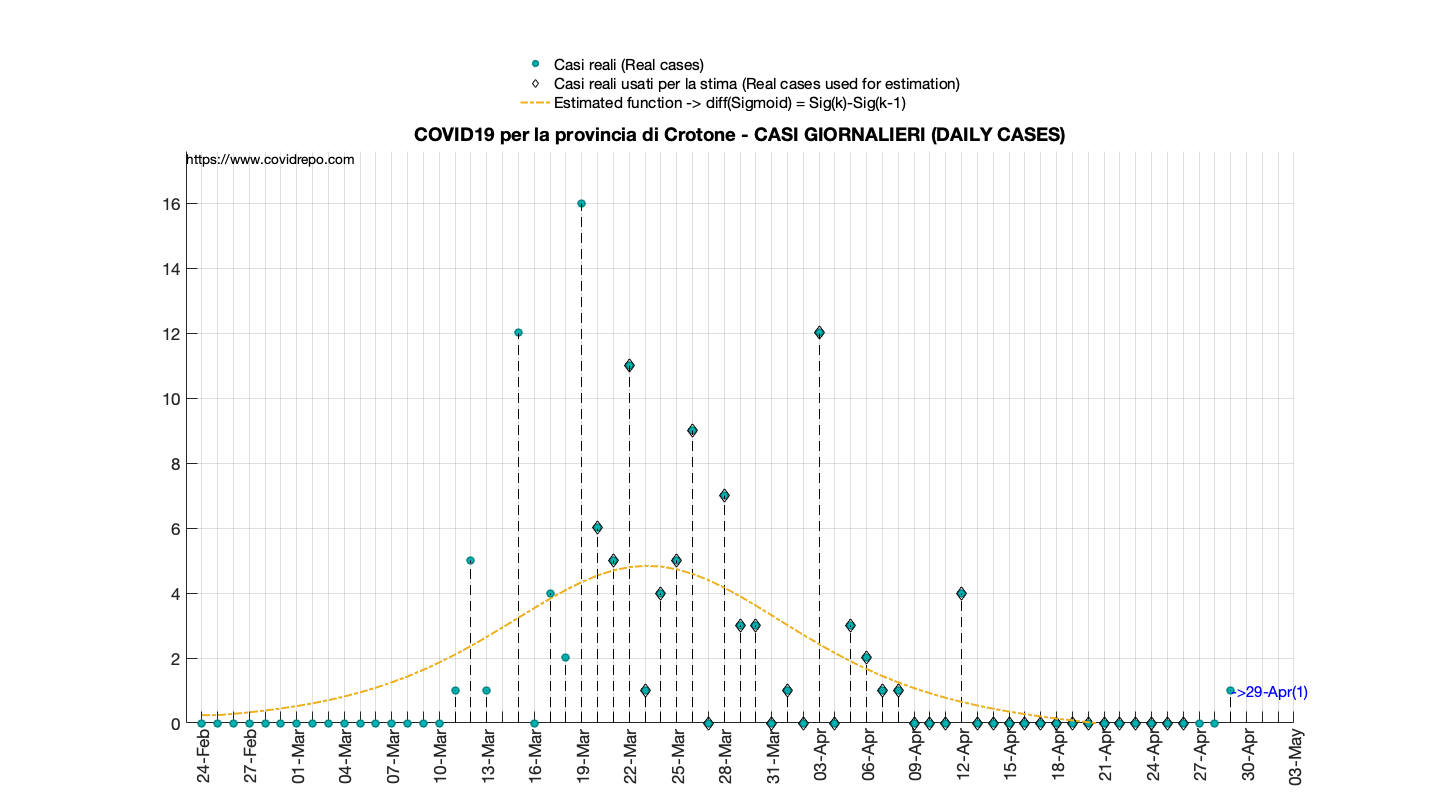 Casi reali (Real cases)
Casi reali usati per la stima (Real cases used for estimation)
Estimated function -> diff(Sigmoid) = Sig(k)-Sig(k-1)
COVID19 per la provincia di Crotone - CASI GIORNALIERI (DAILY CASES)
https://www.covidrepo.com
16
14
12
10
8
6
4
2
0
->29-Apr(1)
24-Feb
27-Feb
01-Mar
04-Mar
07-Mar
10-Mar
13-Mar
16-Mar
19-Mar
22-Mar
25-Mar
28-Mar
31-Mar
03-Apr
06-Apr
09-Apr
12-Apr
15-Apr
18-Apr
21-Apr
24-Apr
27-Apr
30-Apr
03-May